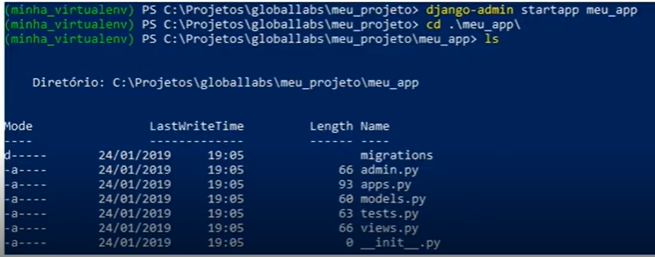 (minha_virtualenv) PS C:\Projetos\globallabs\meu_projeto> django-admin startapp meu_app
(minha_virtualenv) PS C:\Projetos\globallabs\meu_projeto> cd .\meu_app\
(minha_virtualenv) PS C:\Projetos\globallabs\meu_projeto\meu_app> ls
Diretório: C:\Projetos\globallabs\meu_projeto\meu_app
Mode LastWriteTime Length Name
---- ------------- ------ ----
d----- 24/01/2019 19:05 migrations
-a---- 24/01/2019 19:05 66 admin.py
-a---- 24/01/2019 19:05 93 apps.py
-a---- 24/01/2019 19:05 60 models.py
-a---- 24/01/2019 19:05 63 tests.py
-a---- 24/01/2019 19:05 66 views.py
-a---- 24/01/2019 19:05 0 __init__.py